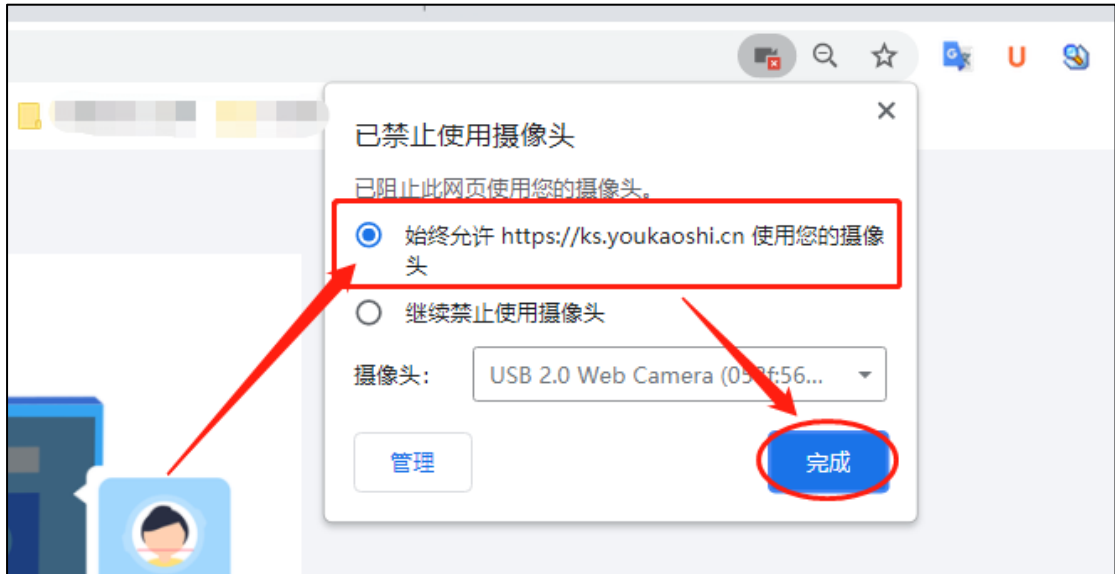 U
已禁止使用摄像头
已阻止此网页使用您的摄像头。
始终允许 https://ks.youkaoshi.cn 使用您的摄像
头
继续禁止使用摄像头
摄像头： USB 2.0 Web Camera
管理 完成